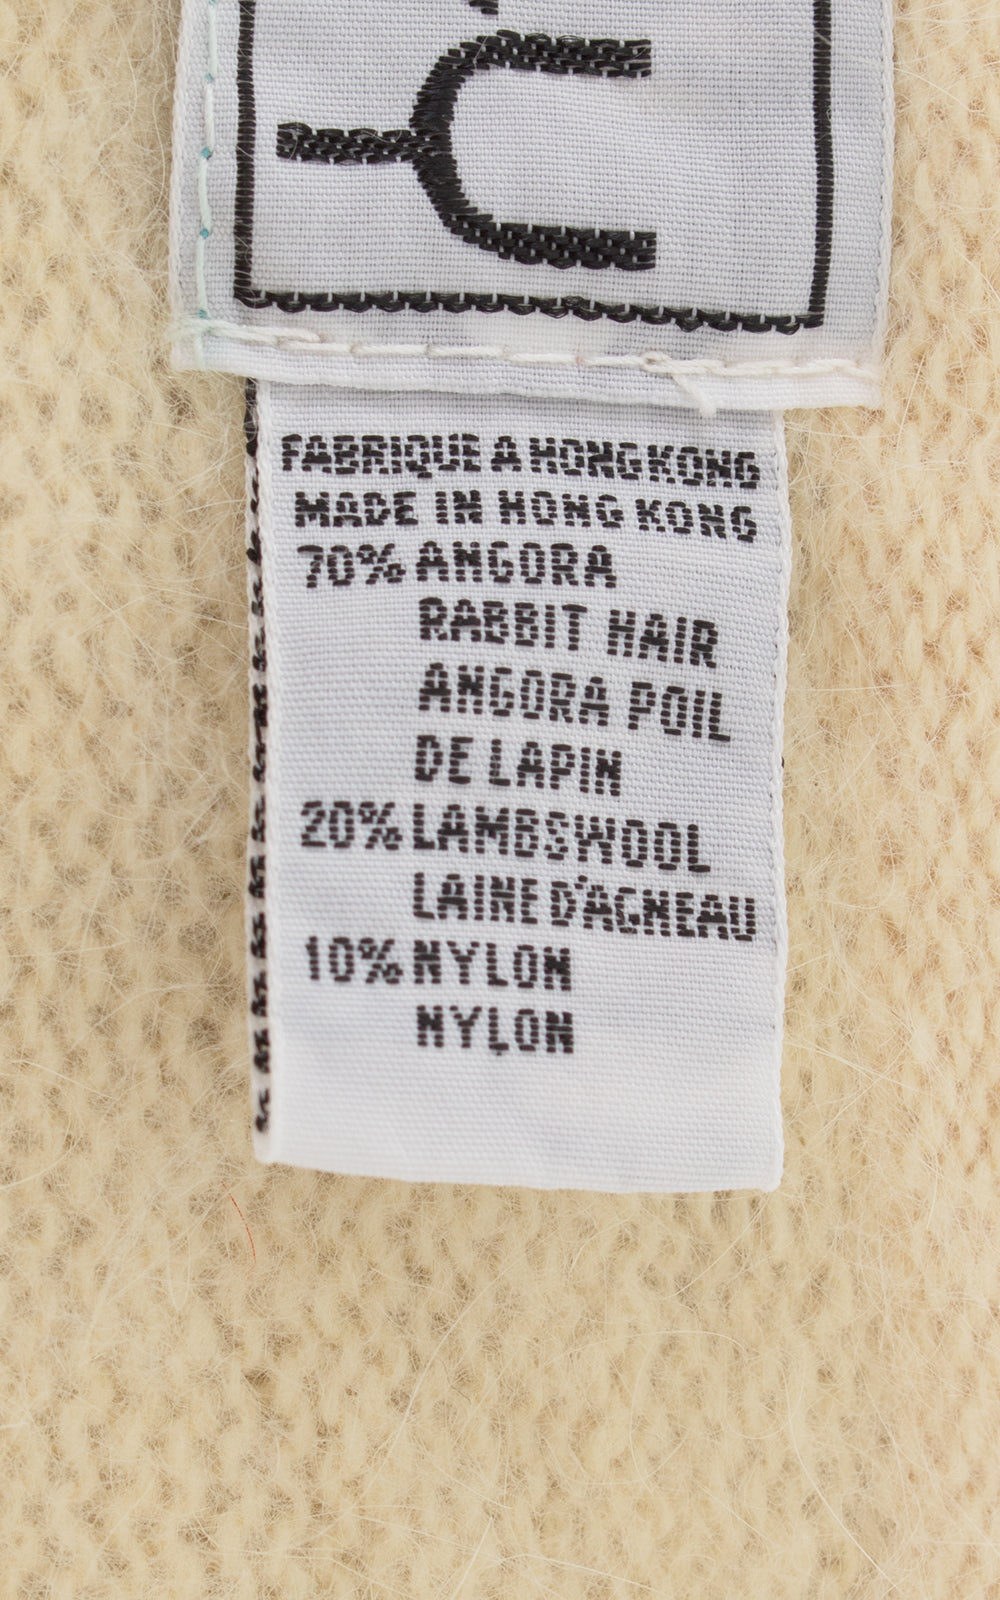 FABRIQUE A HONG KONG
MADE IN HONG KONG
70% ANGORA
RABBIT HAIR
ANGORA POIL
DE LAPIN
20% LAMBSWOOL
LAINE D'AGNEAU
10% NYLON
NYLON